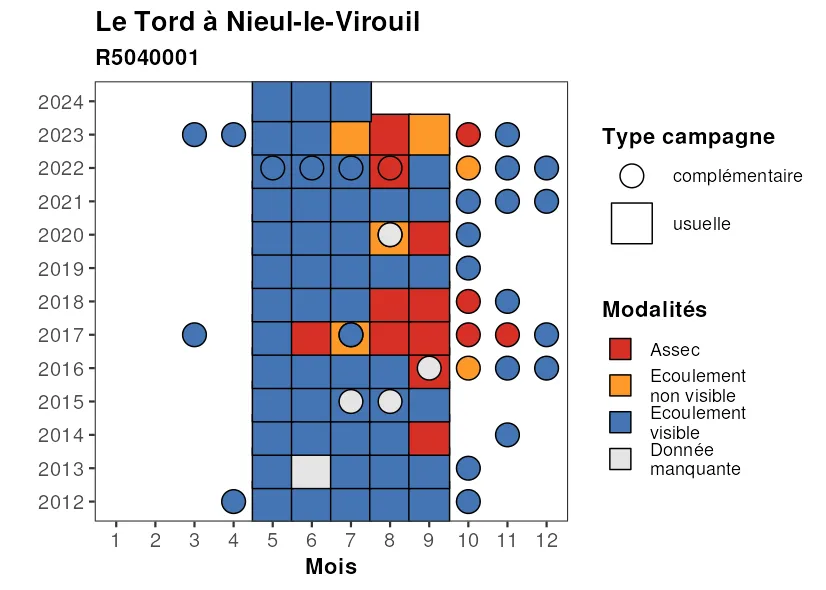 Le Tord à Nieul-le-Virouil
R5040001
2024
2023
2022
2021
2020
2019
2018
2017
2016
2015
2014
2013
2012
1 2 3 4 5 6 7 8 9 10 11 12
Mois
Type campagne
complémentaire
usuelle
Modalités
Assec
Ecoulement
non visible
Ecoulement
visible
Donnée
manquante